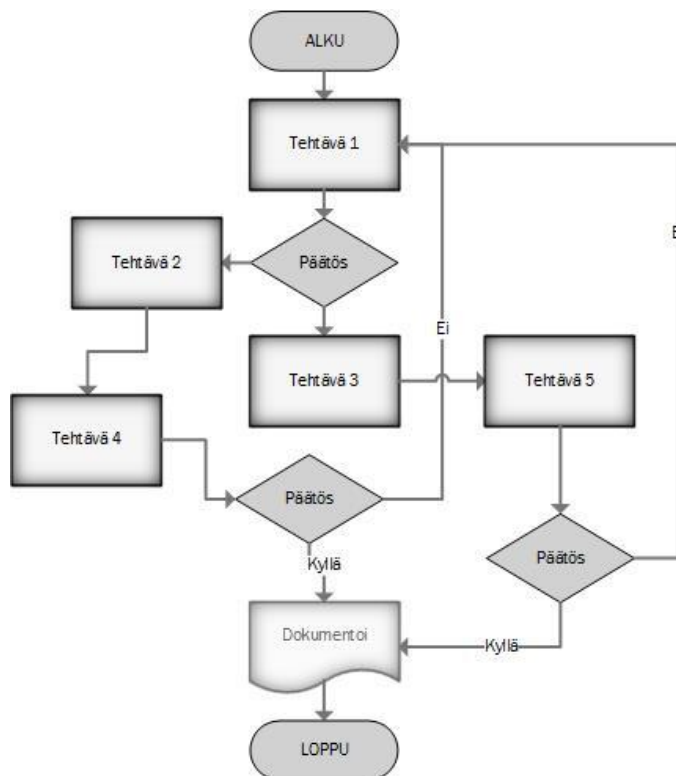 ALKU
Tehtävä 1
Tehtävä 2
Päätös
Ei
Tehtävä 3
Tehtävä 5
Tehtävä 4
Päätös
Päätös
Kyllä
Dokumentoi
Kyllä
LOPPU